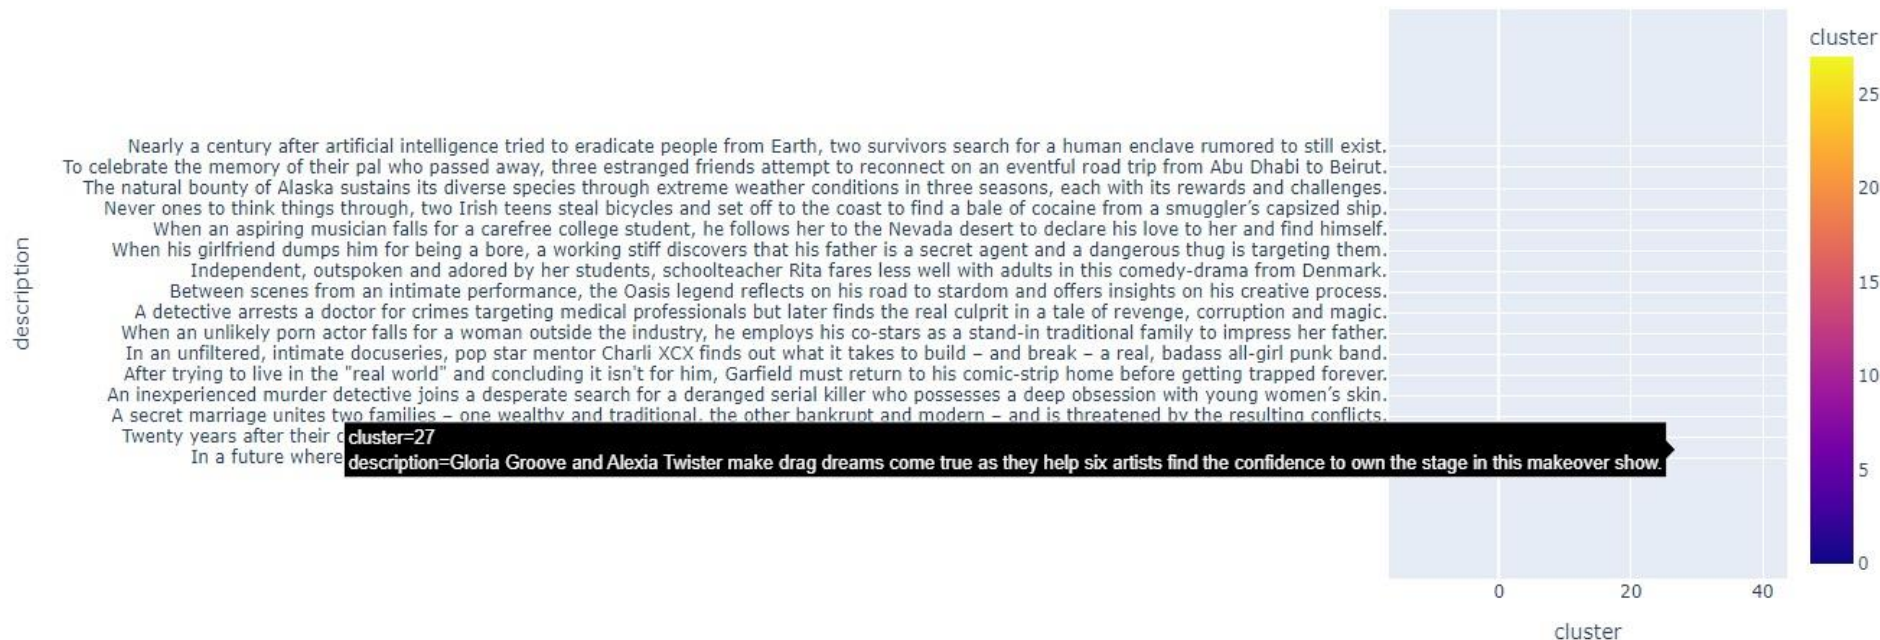 cluster
25
20
15
10
5
0
description
Nearly a century after artificial intelligence tried to eradicate people from Earth, two survivors search for a human enclave rumored to still exist.
To celebrate the memory of their pal who passed away, three estranged friends attempt to reconnect on an eventful road trip from Abu Dhabi to Beirut.
The natural bounty of Alaska sustains its diverse species through extreme weather conditions in three seasons, each with its rewards and challenges.
Never ones to think things through, two Irish teens steal bicycles and set off to the coast to find a bale of cocaine from a smuggler’s capsized ship.
When an aspiring musician falls for a carefree college student, he follows her to the Nevada desert to declare his love to her and find himself.
When his girlfriend dumps him for being a bore, a working stiff discovers that his father is a secret agent and a dangerous thug is targeting them.
Independent, outspoken and adored by her students, schoolteacher Rita fares less well with adults in this comedy-drama from Denmark.
Between scenes from an intimate performance, the Oasis legend reflects on his road to stardom and offers insights on his creative process.
A detective arrests a doctor for crimes targeting medical professionals but later finds the real culprit in a tale of revenge, corruption and magic.
When an unlikely porn actor falls for a woman outside the industry, he employs his co-stars as a stand-in traditional family to impress her father.
In an unfiltered, intimate docuseries, pop star mentor Charli XCX finds out what it takes to build – and break – a real, badass all-girl punk band.
After trying to live in the "real world" and concluding it isn't for him, Garfield must return to his comic-strip home before getting trapped forever.
An inexperienced murder detective joins a desperate search for a deranged serial killer who possesses a deep obsession with young women’s skin.
A secret marriage unites two families – one wealthy and traditional, the other bankrupt and modern – and is threatened by the resulting conflicts.
Twenty years after their
In a future where
cluster=27
description=Gloria Groove and Alexia Twister make drag dreams come true as they help six artists find the confidence to own the stage in this makeover show.
0 20 40
cluster